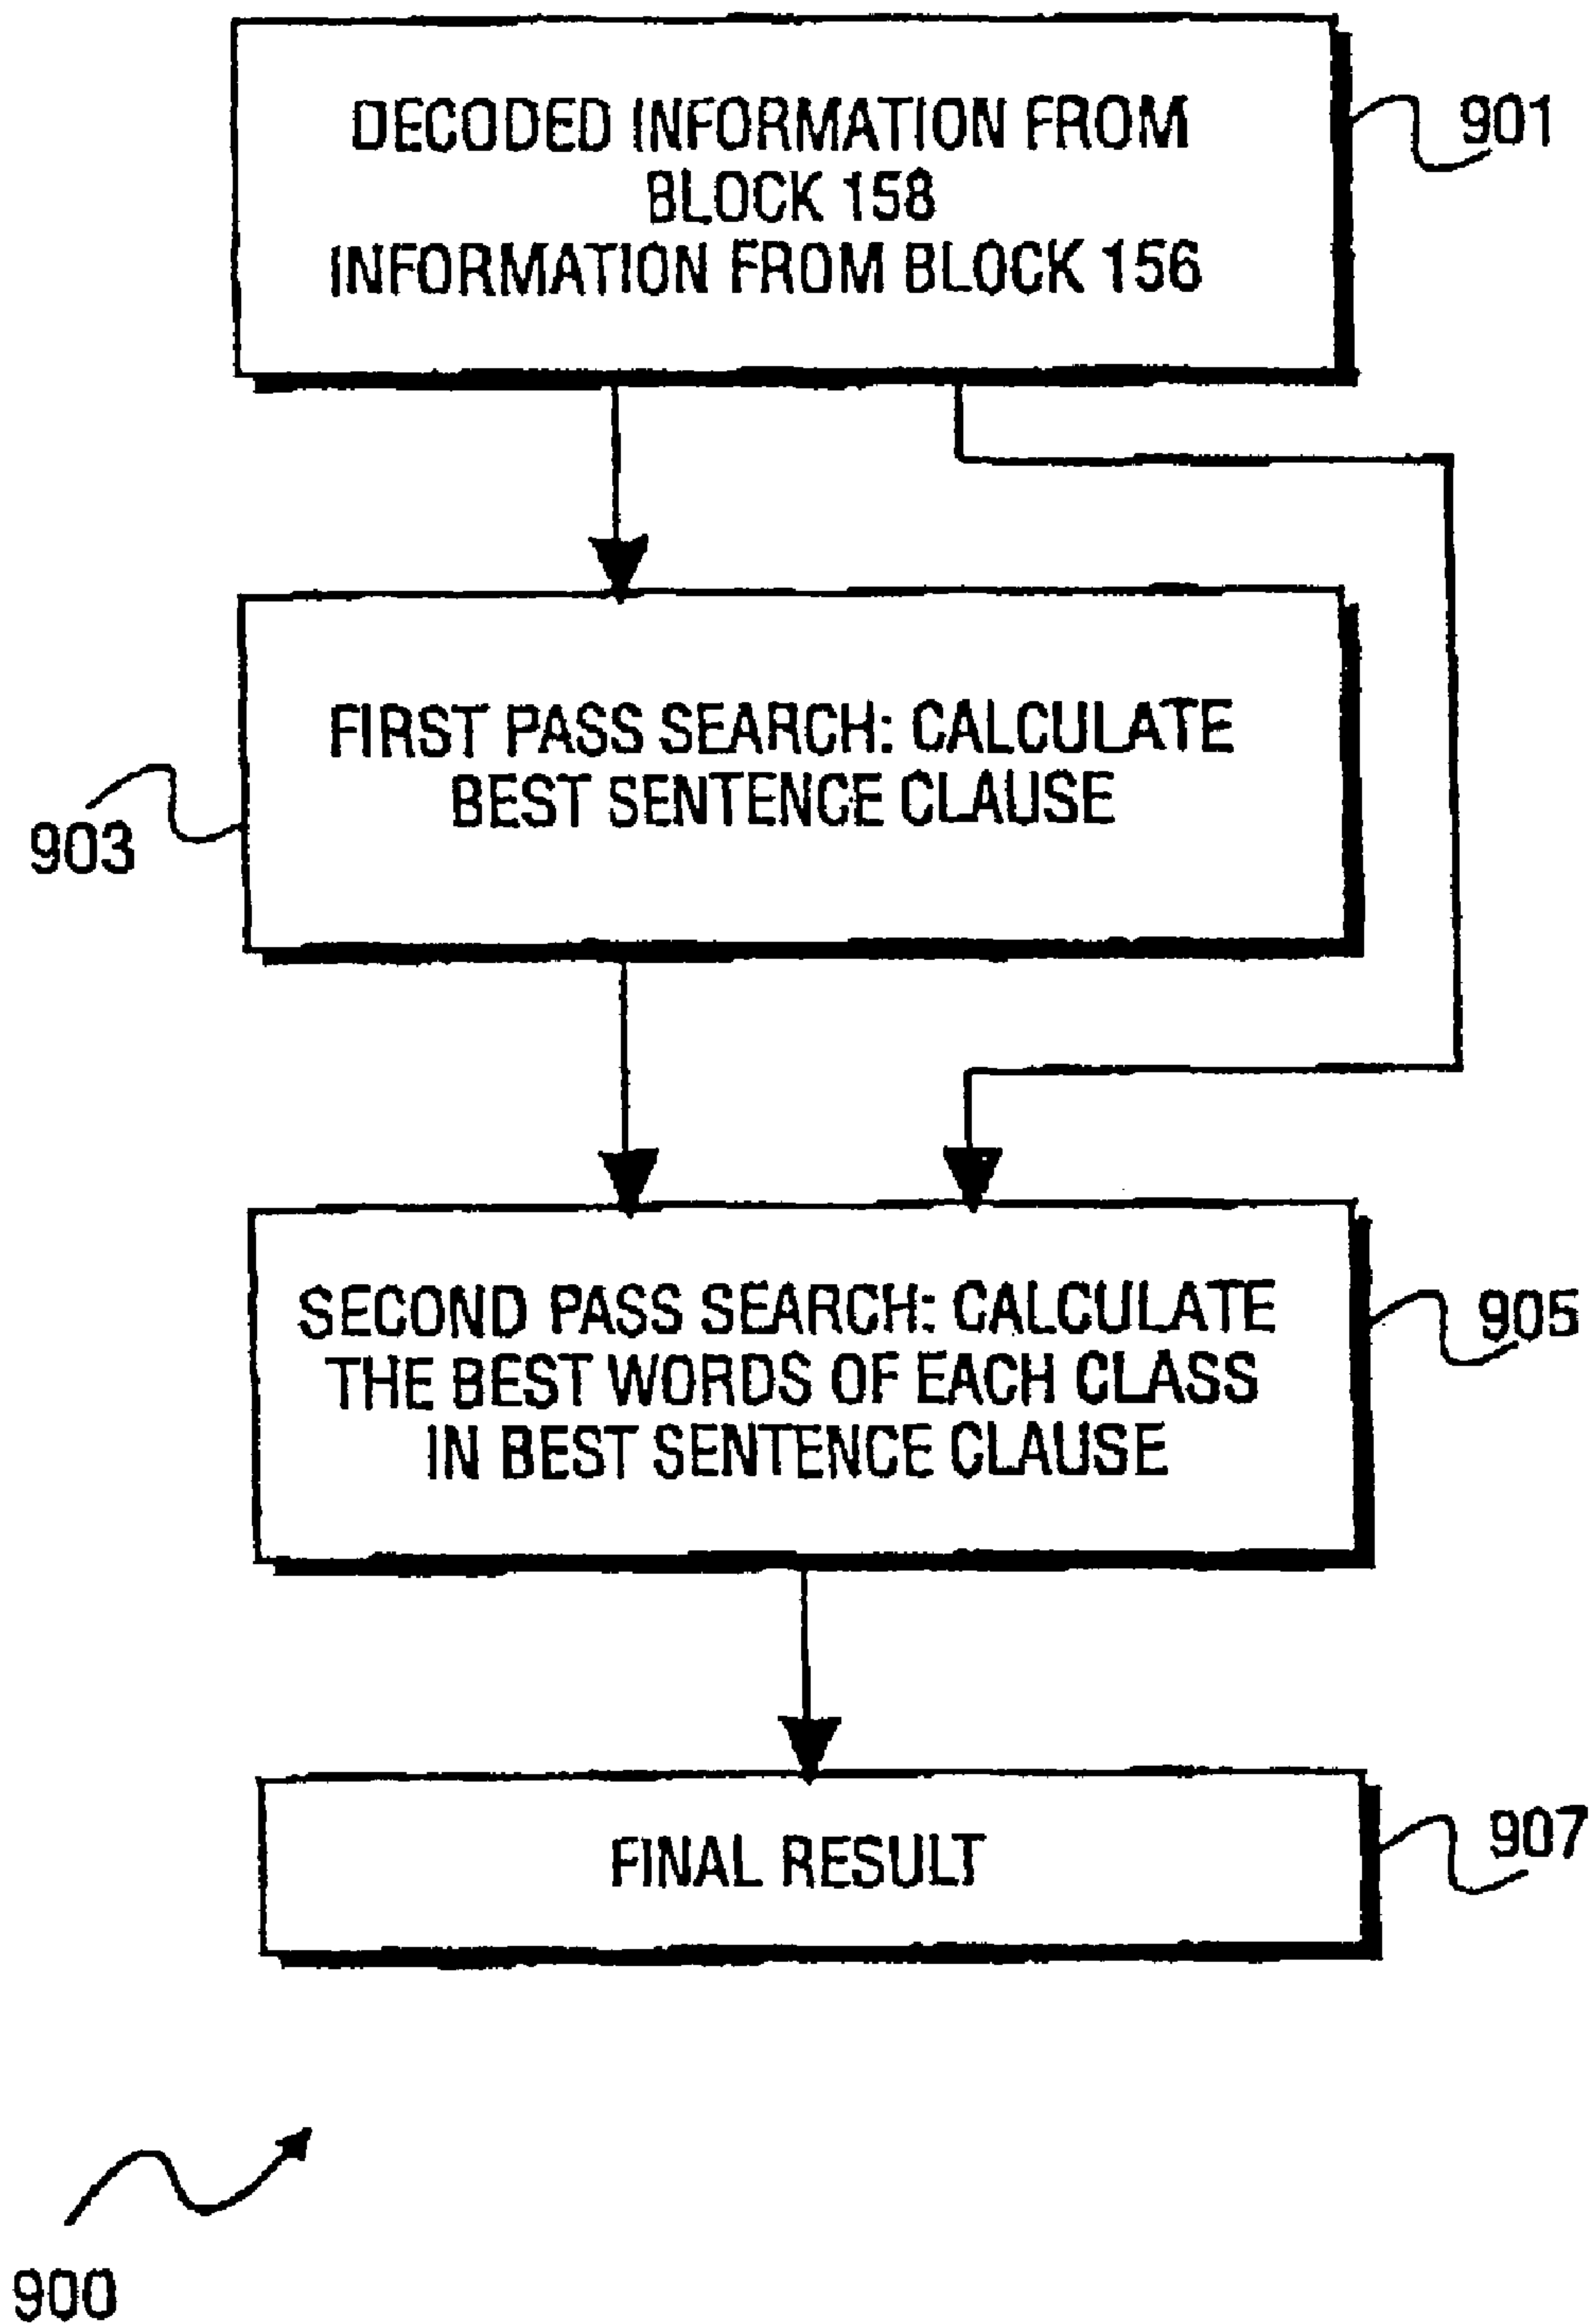 DECODED INFORMATION FROM
BLOCK 158
INFORMATION FROM BLOCK 156
901
FIRST PASS SEARCH: CALCULATE
BEST SENTENCE CLAUSE
903
SECOND PASS SEARCH: CALCULATE
THE BEST WORDS OF EACH CLASS
IN BEST SENTENCE CLAUSE
905
FINAL RESULT
907
900